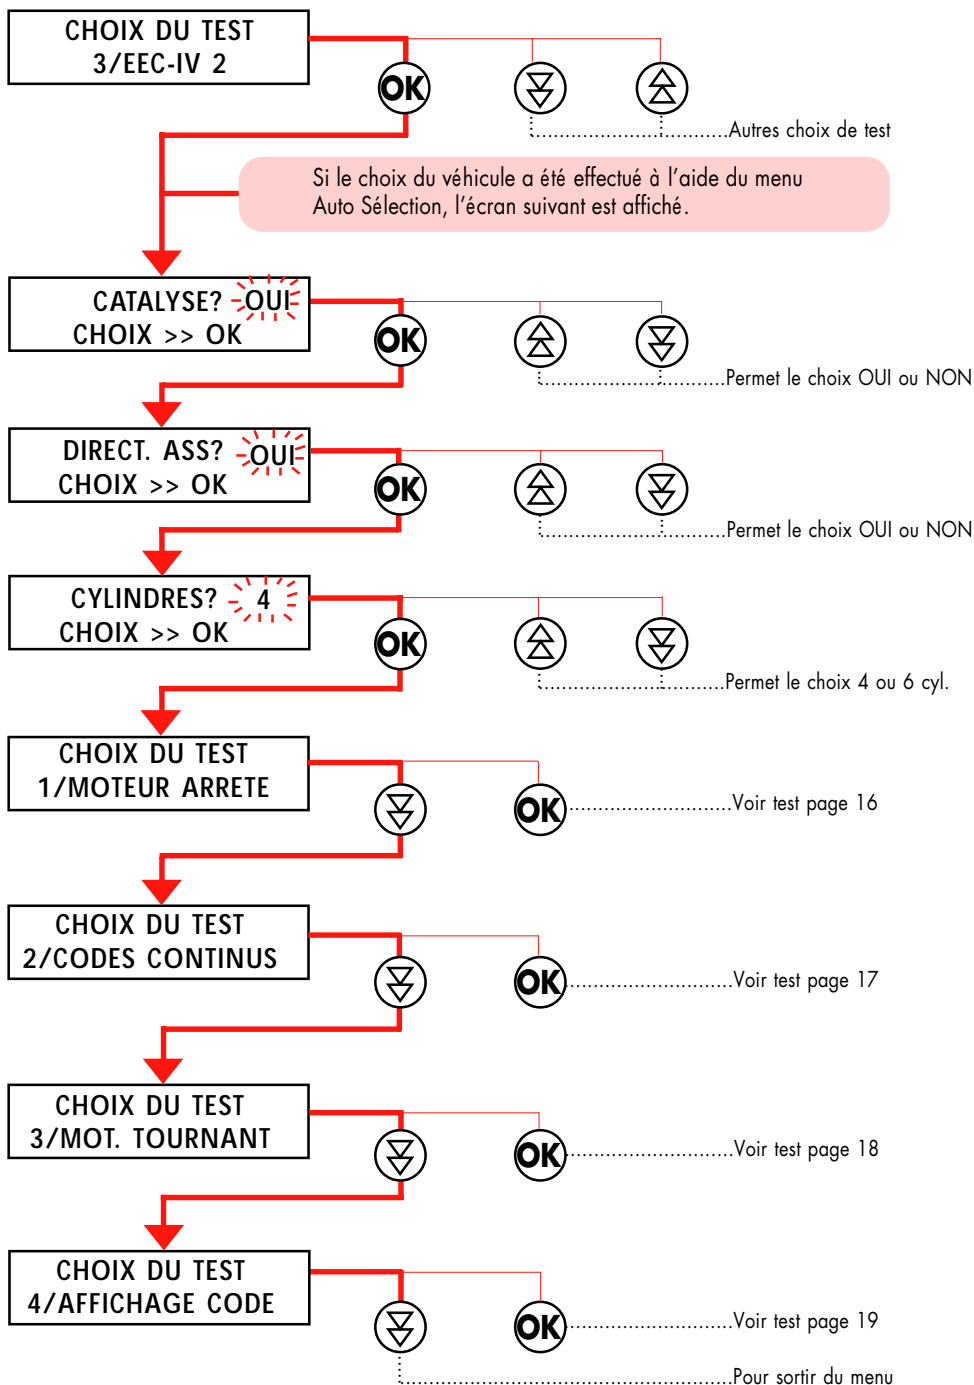 CHOIX DU TEST
3/EEC-IV 2
OK
.............................Autres choix de test
Si le choix du véhicule a été effectué à l'aide du menu
Auto Sélection, l'écran suivant est affiché.
CATALYSE? OUI
CHOIX >> OK
OK
...........................Permet le choix OUI ou NON
DIRECT. ASS? OUI
CHOIX >> OK
OK
...........................Permet le choix OUI ou NON
CYLINDRES? 4
CHOIX >> OK
OK
...........................Permet le choix 4 ou 6 cyl.
CHOIX DU TEST
1/MOTEUR ARRETE
OK.........................Voir test page 16
CHOIX DU TEST
2/CODES CONTINUS
OK.........................Voir test page 17
CHOIX DU TEST
3/MOT. TOURNANT
OK.........................Voir test page 18
CHOIX DU TEST
4/AFFICHAGE CODE
OK.........................Voir test page 19
.................................................Pour sortir du menu